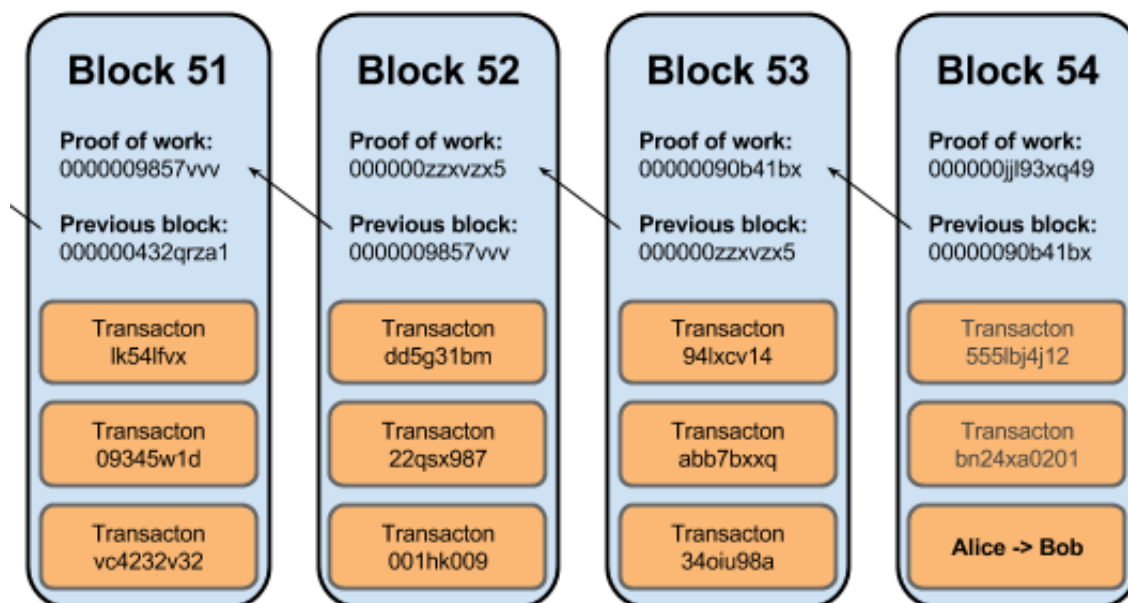 Block 51
Proof of work:
0000009857vvv
Previous block:
000000432qrza1
Transacton
lk54lfvx
Transacton
09345w1d
Transacton
vc4232v32
Block 52
Proof of work:
000000zzxvzx5
Previous block:
0000009857vvv
Transacton
dd5g31bm
Transacton
22qsx987
Transacton
001hk009
Block 53
Proof of work:
00000090b41bx
Previous block:
000000zzxvzx5
Transacton
94lxcv14
Transacton
abb7bxxq
Transacton
34oiu98a
Block 54
Proof of work:
000000jjl93xq49
Previous block:
00000090b41bx
Transacton
555lbj4j12
Transacton
bn24xa0201
Alice -> Bob